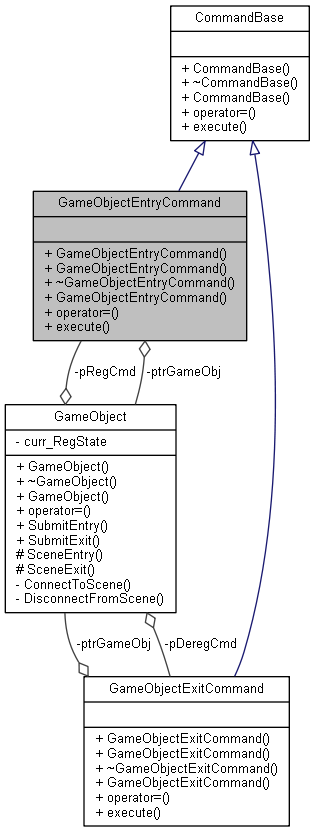 CommandBase
+ CommandBase()
+ ~CommandBase()
+ CommandBase()
+ operator=()
+ execute()
GameObjectEntryCommand
+ GameObjectEntryCommand()
+ GameObjectEntryCommand()
+ ~GameObjectEntryCommand()
+ GameObjectEntryCommand()
+ operator=()
+ execute()
-pRegCmd
-ptrGameObj
GameObject
- curr_RegState
+ GameObject()
+ ~GameObject()
+ GameObject()
+ operator=()
+ SubmitEntry()
+ SubmitExit()
# SceneEntry()
# SceneExit()
- ConnectToScene()
- DisconnectFromScene()
-ptrGameObj
-pDeregCmd
GameObjectExitCommand
+ GameObjectExitCommand()
+ GameObjectExitCommand()
+ ~GameObjectExitCommand()
+ GameObjectExitCommand()
+ operator=()
+ execute()